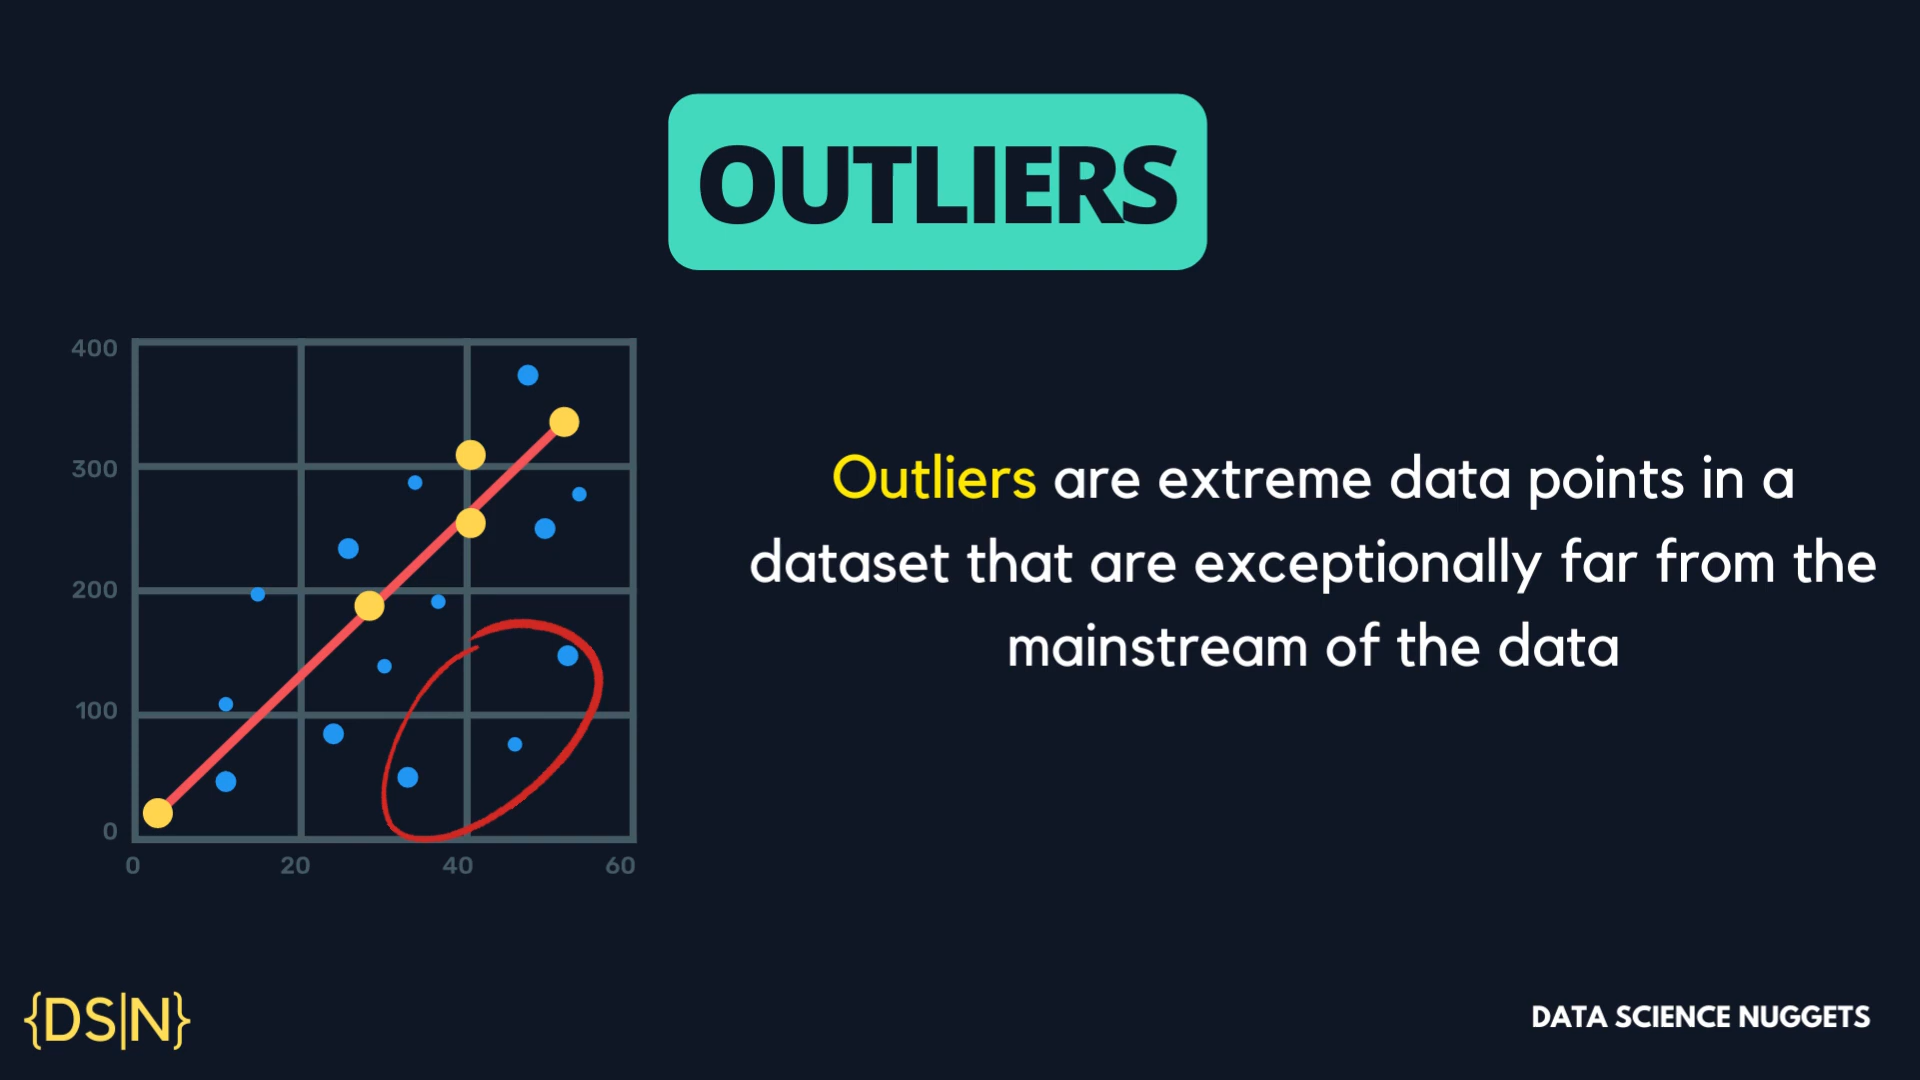 OUTLIERS
400
300
200
100
0
0 20 40 60
Outliers are extreme data points in a
dataset that are exceptionally far from the
mainstream of the data
{DS|N}
DATA SCIENCE NUGGETS